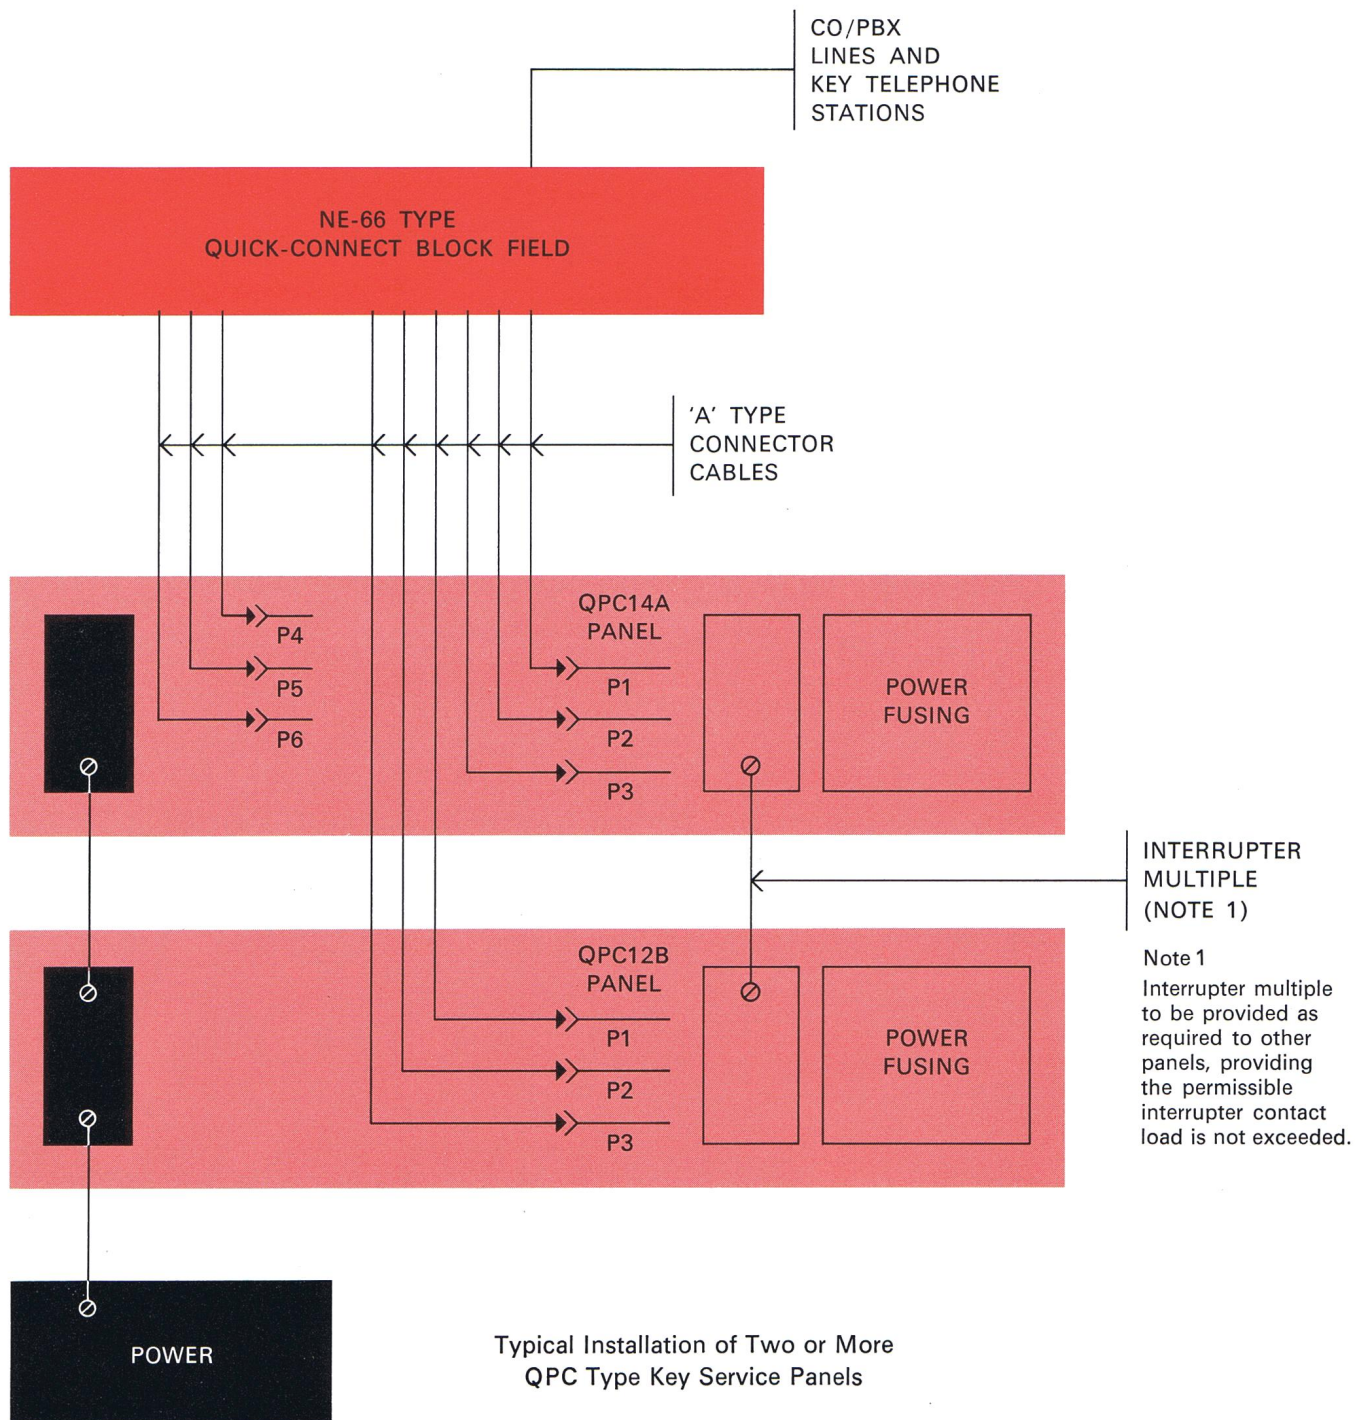 CO/PBX
LINES AND
KEY TELEPHONE
STATIONS
NE-66 TYPE
QUICK-CONNECT BLOCK FIELD
'A' TYPE
CONNECTOR
CABLES
P4
P5
P6
QPC14A
PANEL
P1
P2
P3
POWER
FUSING
INTERRUPTER
MULTIPLE
(NOTE 1)
Note 1
Interrupter multiple
to be provided as
required to other
panels, providing
the permissible
interrupter contact
load is not exceeded.
QPC12B
PANEL
P1
P2
P3
POWER
FUSING
POWER
Typical Installation of Two or More
QPC Type Key Service Panels